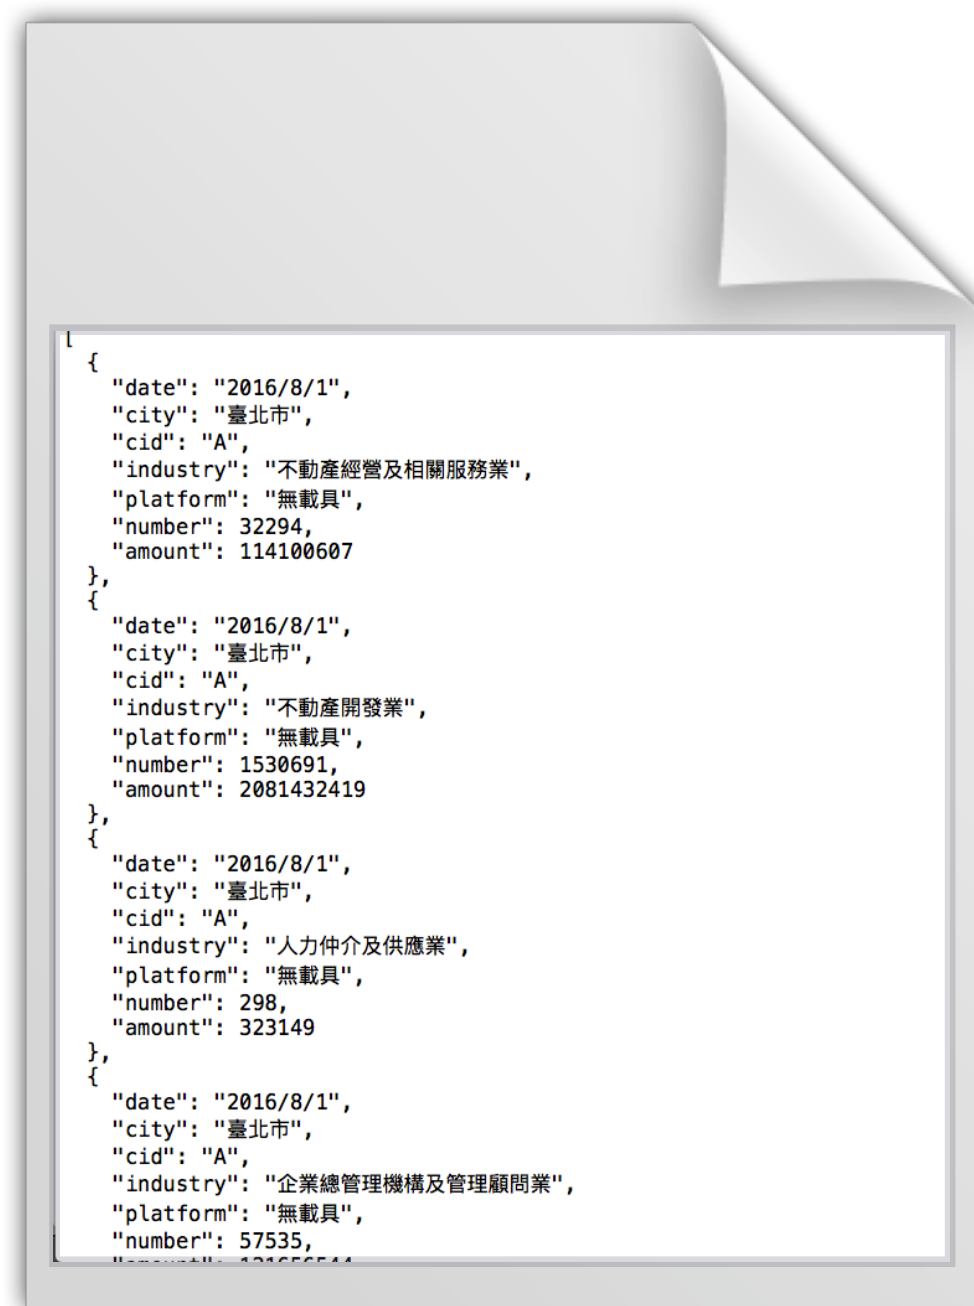 [
{
"date": "2016/8/1",
"city": "臺北市",
"cid": "A",
"industry": "不動產經營及相關服務業",
"platform": "無載具",
"number": 32294,
"amount": 114100607
},
{
"date": "2016/8/1",
"city": "臺北市",
"cid": "A",
"industry": "不動產開發業",
"platform": "無載具",
"number": 1530691,
"amount": 2081432419
},
{
"date": "2016/8/1",
"city": "臺北市",
"cid": "A",
"industry": "人力仲介及供應業",
"platform": "無載具",
"number": 298,
"amount": 323149
},
{
"date": "2016/8/1",
"city": "臺北市",
"cid": "A",
"industry": "企業總管理機構及管理顧問業",
"platform": "無載具",
"number": 57535,